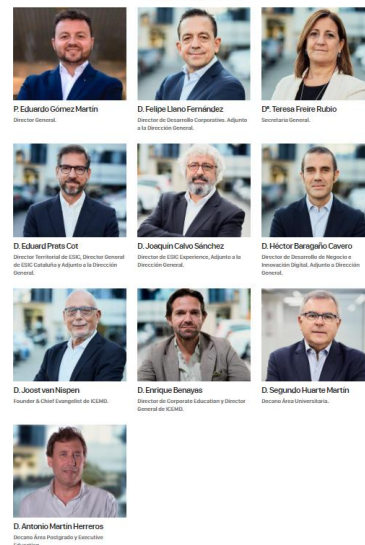 P. Eduardo Gómez Martín
Director General.
D. Felipe Llano Fernández
Director de Desarrollo Corporativo. Adjunto
a la Dirección General.
Dª. Teresa Freire Rubio
Secretaria General.
D. Eduard Prats Cot
Director Territorial de ESIC, Director General
de ESIC Cataluña y Adjunto a la Dirección
General.
D. Joaquín Calvo Sánchez
Director de ESIC Experience, Adjunto a la
Dirección General.
D. Héctor Baragaño Cavero
Director de Desarrollo de Negocio e
Innovación Digital. Adjunto a Dirección
General.
D. Joost van Nispen
Founder & Chief Evangelist de ICEMD.
D. Enrique Benayas
Director de Corporate Education y Director
General de ICEMD.
D. Segundo Huarte Martín
Decano Área Universitaria.
D. Antonio Martín Herreros
Decano Área Postgrado y Executive
Education.